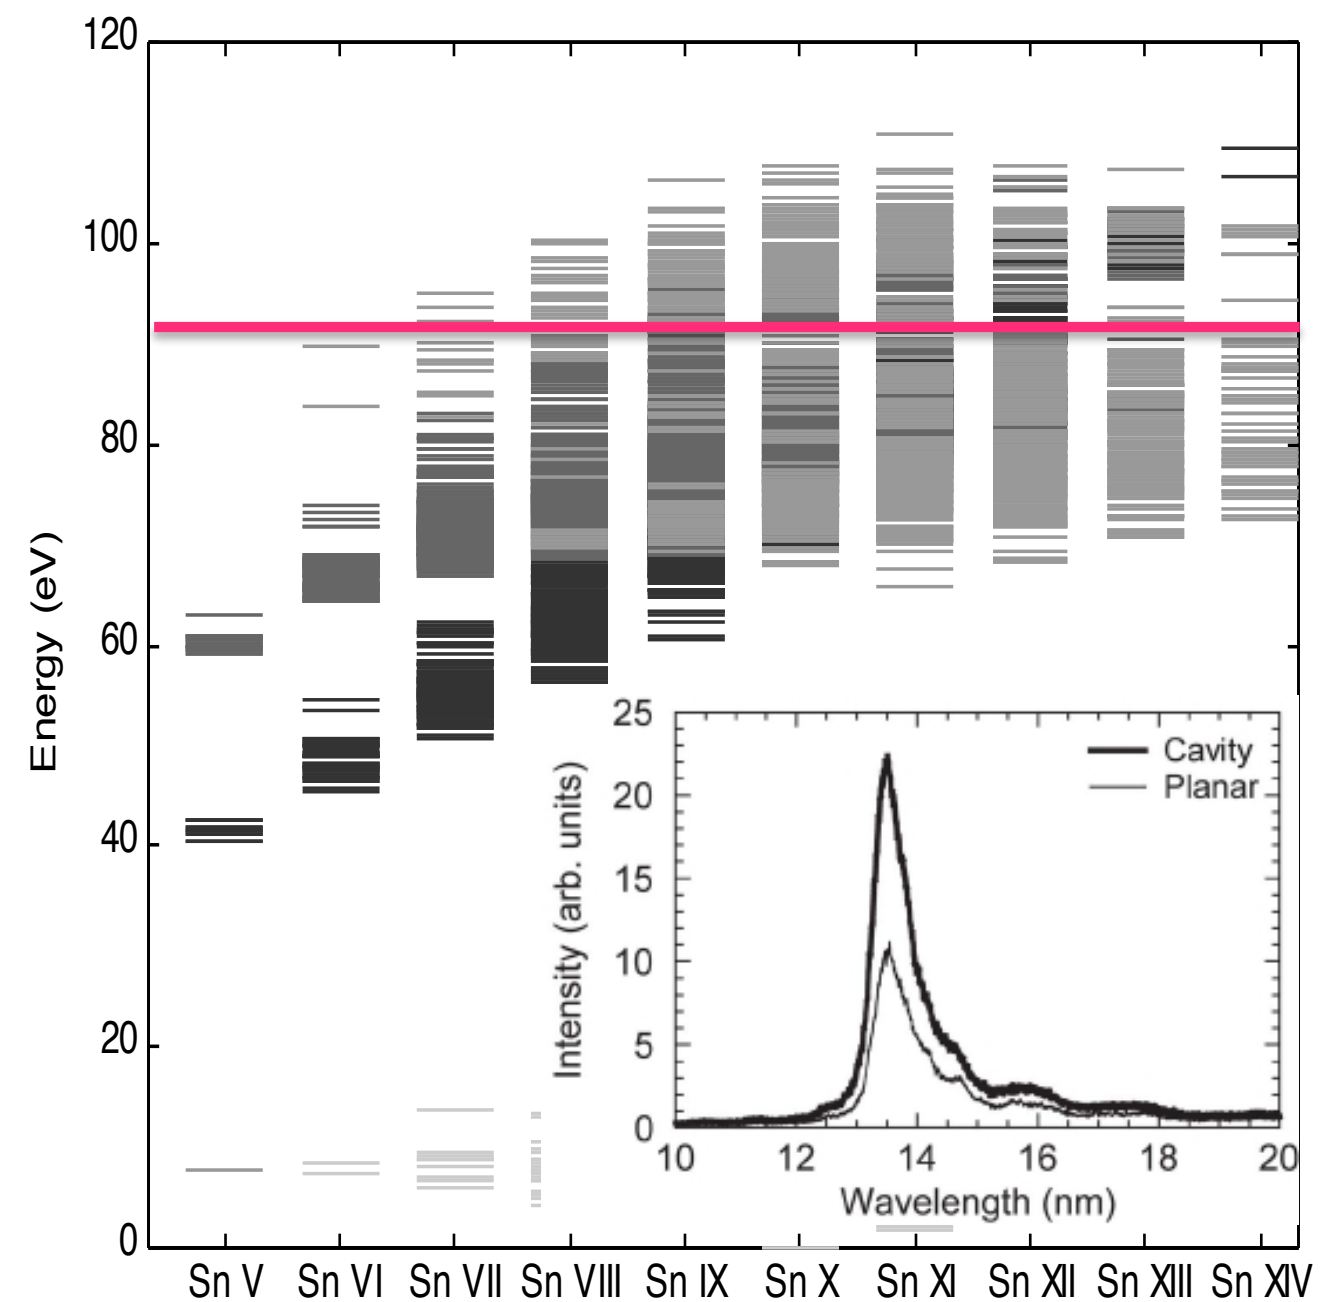 120
100
80
60
40
20
0
Energy (eV)
Sn V Sn VI Sn VII Sn VIII Sn IX Sn X Sn XI Sn XII Sn XIII Sn XIV
25
20
15
10
5
0
Intensity (arb. units)
Cavity
Planar
10 12 14 16 18 20
Wavelength (nm)